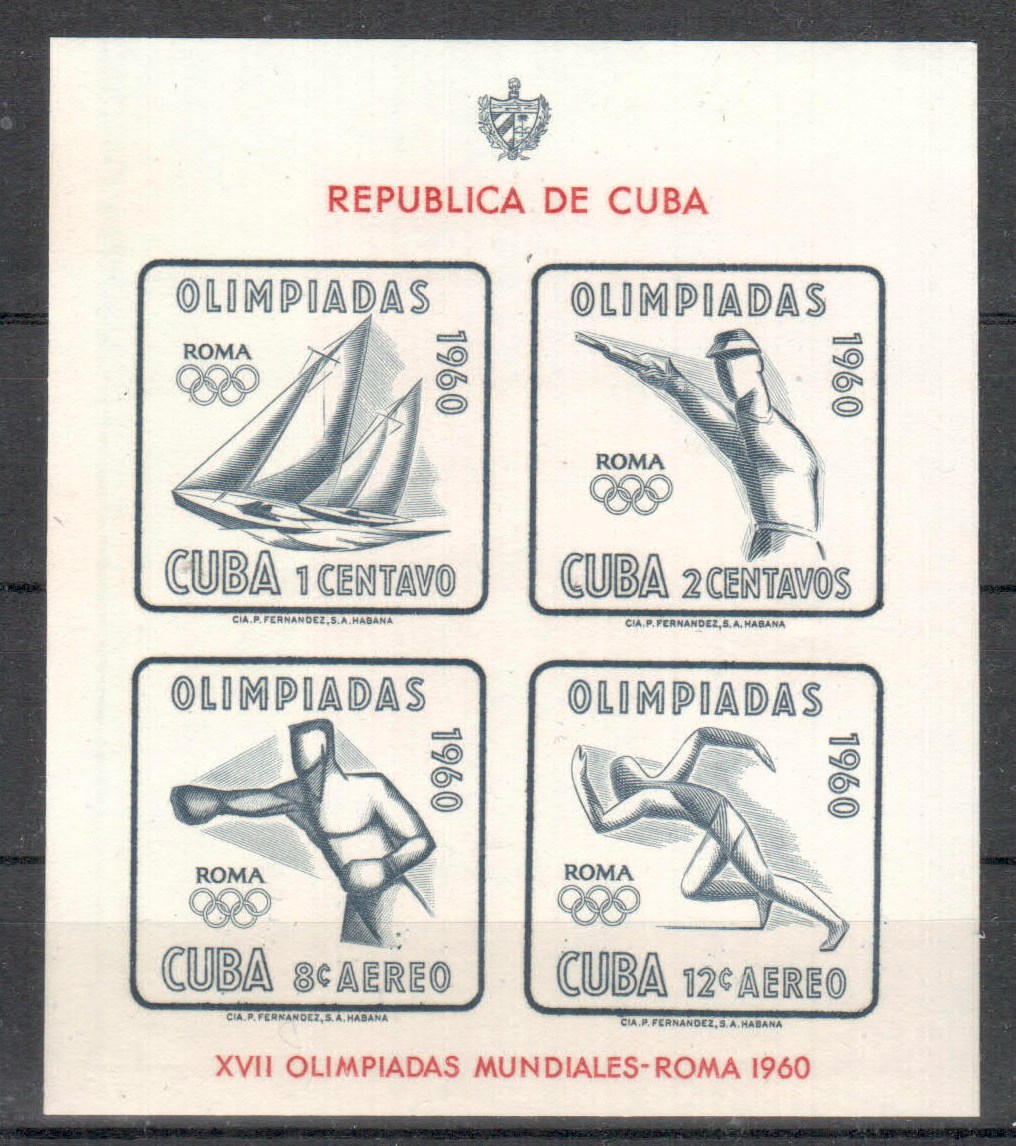 REPUBLICA DE CUBA
OLIMPIADAS
1960
ROMA
CUBA 1 CENTAVO
CIA. P. FERNANDEZ, S. A. HABANA
OLIMPIADAS
1960
ROMA
CUBA 2 CENTAVOS
CIA. P. FERNANDEZ, S. A. HABANA
OLIMPIADAS
1960
ROMA
CUBA 8¢ AEREO
CIA. P. FERNANDEZ, S. A. HABANA
OLIMPIADAS
1960
ROMA
CUBA 12¢ AEREO
CIA. P. FERNANDEZ, S. A. HABANA
XVII OLIMPIADAS MUNDIALES-ROMA 1960